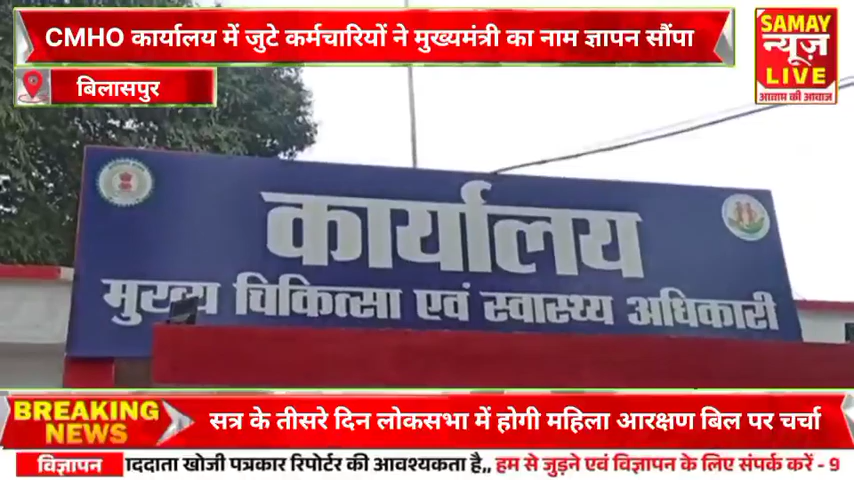 CMHO कार्यालय में जुटे कर्मचारियों ने मुख्यमंत्री का नाम ज्ञापन सौंपा
SAMAY
न्यूज़
LIVE
आवाम की आवाज
बिलासपुर
कार्यालय
मुख्य चिकित्सा एवं स्वास्थ्य अधिकारी
BREAKING
NEWS
सत्र के तीसरे दिन लोकसभा में होगी महिला आरक्षण बिल पर चर्चा
विज्ञापन
ाददाता खोजी पत्रकार रिपोर्टर की आवश्यकता है,, हम से जुड़ने एवं विज्ञापन के लिए संपर्क करें - 9